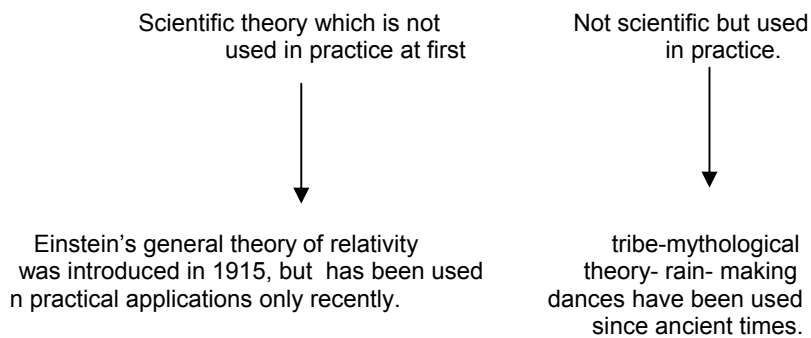 Scientific theory which is not
used in practice at first
Not scientific but used
in practice.
Einstein's general theory of relativity
was introduced in 1915, but  has been used
n practical applications only recently.
tribe-mythological
theory- rain- making
dances have been used
since ancient times.